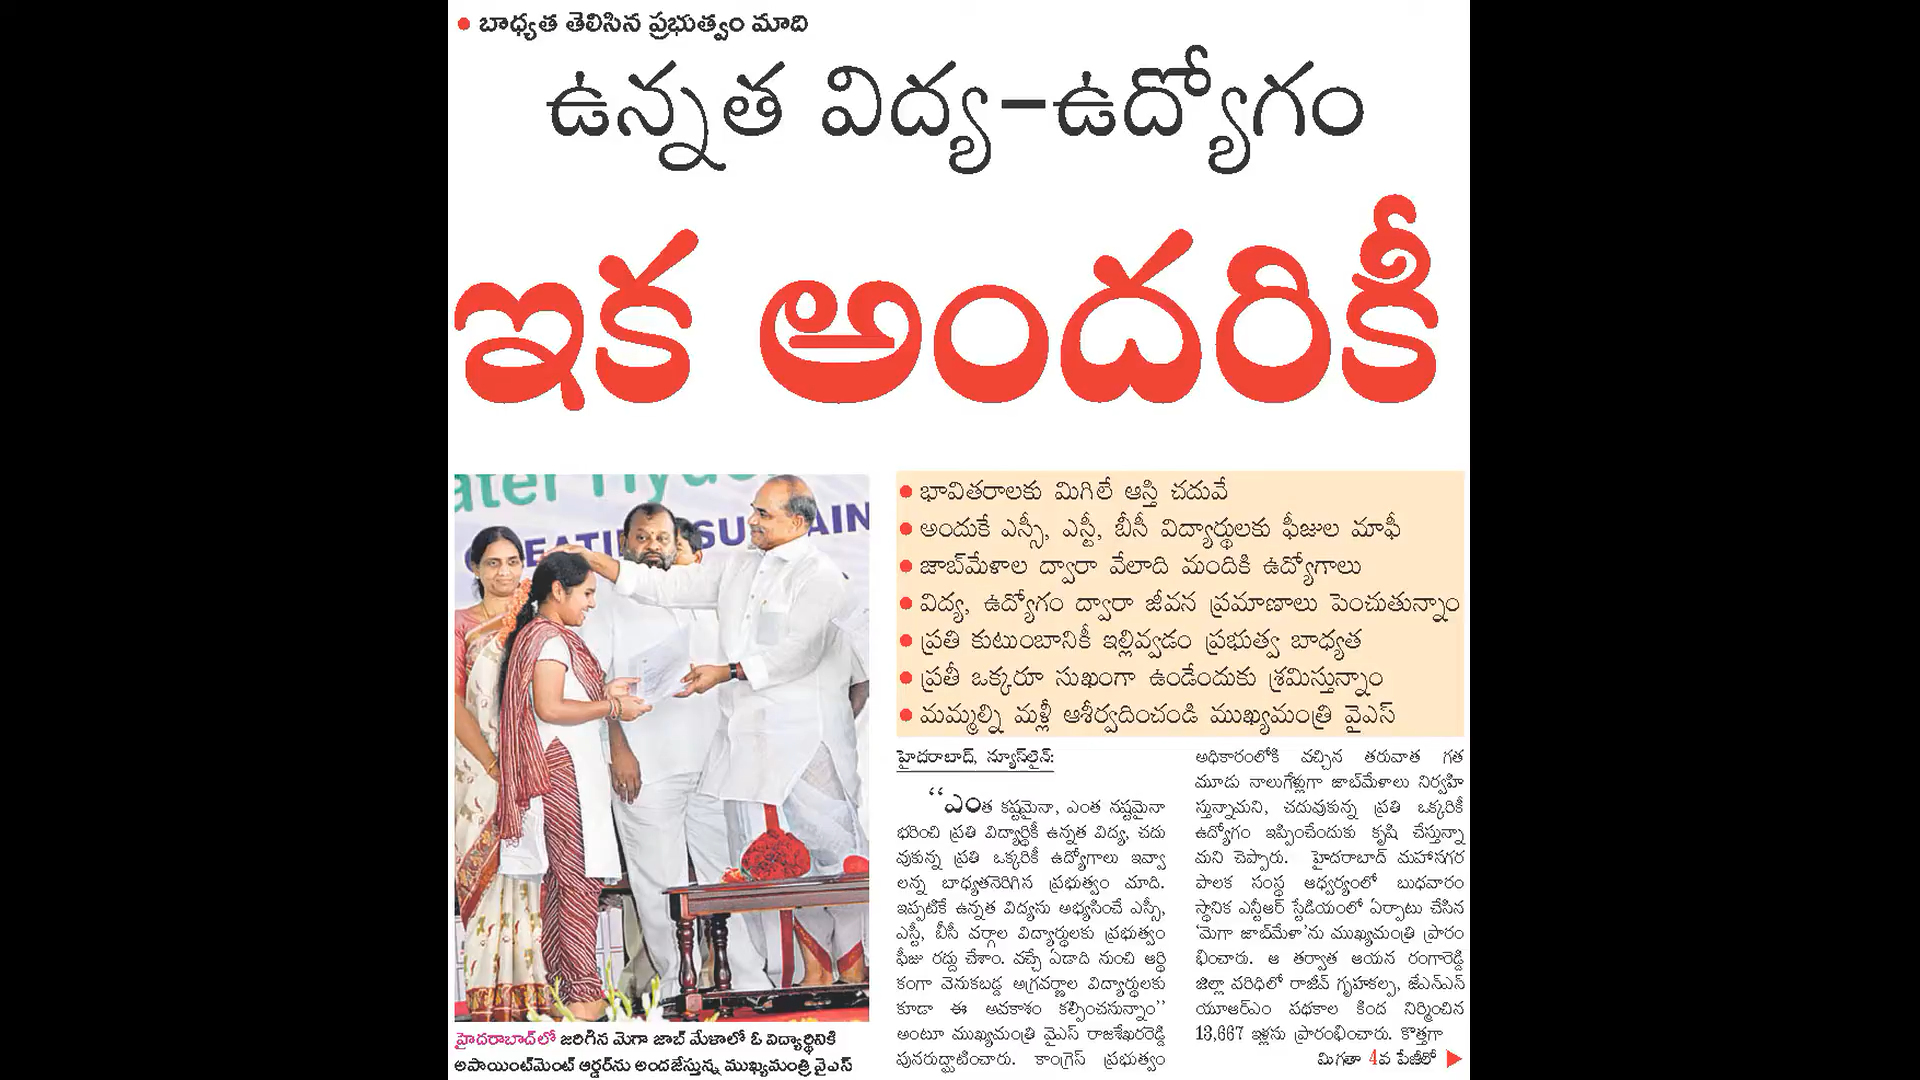 • బాధ్యత తెలిసిన ప్రభుత్వం మాది
ఉన్నత విద్య-ఉద్యోగం
ఇక అందరికీ
ater Hyde
CREATING SUSTAIN
• భావితరాలకు మిగిలే ఆస్తి చదువే
• అందుకే ఎస్సీ, ఎస్టీ, బీసీ విద్యార్థులకు ఫీజుల మాఫీ
• జాబ్‌మేళాల ద్వారా వేలాది మందికి ఉద్యోగాలు
• విద్య, ఉద్యోగం ద్వారా జీవన ప్రమాణాలు పెంచుతున్నాం
• ప్రతి కుటుంబానికీ ఇల్లివ్వడం ప్రభుత్వ బాధ్యత
• ప్రతీ ఒక్కరూ సుఖంగా ఉండేందుకు శ్రమిస్తున్నాం
• మమ్మల్ని మళ్లీ ఆశీర్వదించండి ముఖ్యమంత్రి వైఎస్
హైదరాబాద్‌లో జరిగిన మెగా జాబ్ మేళాలో ఓ విద్యార్థినికి
అపాయింట్‌మెంట్ ఆర్డర్‌ను అందజేస్తున్న ముఖ్యమంత్రి వైఎస్
హైదరాబాద్, న్యూస్‌లైన్:
“ఎంత కష్టమైనా, ఎంత నష్టమైనా
భరించి ప్రతి విద్యార్థికీ ఉన్నత విద్య, చదు
వుకున్న ప్రతి ఒక్కరికీ ఉద్యోగాలు ఇవ్వా
లన్న బాధ్యతనెరిగిన ప్రభుత్వం మాది.
ఇప్పటికే ఉన్నత విద్యను అభ్యసించే ఎస్సీ,
ఎస్టీ, బీసీ వర్గాల విద్యార్థులకు ప్రభుత్వం
ఫీజు రద్దు చేశాం. వచ్చే ఏడాది నుంచి ఆర్థి
కంగా వెనుకబడ్డ అగ్రవర్ణాల విద్యార్థులకు
కూడా ఈ అవకాశం కల్పించనున్నాం”
అంటూ ముఖ్యమంత్రి వైఎస్ రాజశేఖరరెడ్డి
పునరుద్ఘాటించారు. కాంగ్రెస్ ప్రభుత్వం
అధికారంలోకి వచ్చిన తరువాత గత
మూడు నాలుగేళ్లుగా జాబ్‌మేళాలు నిర్వహి
స్తున్నామని, చదువుకున్న ప్రతి ఒక్కరికీ
ఉద్యోగం ఇప్పించేందుకు కృషి చేస్తున్నా
మని చెప్పారు. హైదరాబాద్ మహానగర
పాలక సంస్థ ఆధ్వర్యంలో బుధవారం
స్థానిక ఎన్టీఆర్ స్టేడియంలో ఏర్పాటు చేసిన
‘మెగా జాబ్‌మేళా’ను ముఖ్యమంత్రి ప్రారం
భించారు. ఆ తర్వాత ఆయన రంగారెడ్డి
జిల్లా పరిధిలో రాజీవ్ గృహకల్ప, జేఎన్‌ఎన్
యూఆర్‌ఎం పథకాల కింద నిర్మించిన
13,667 ఇళ్లను ప్రారంభించారు. కొత్తగా
మిగతా 4వ పేజీలో ▶